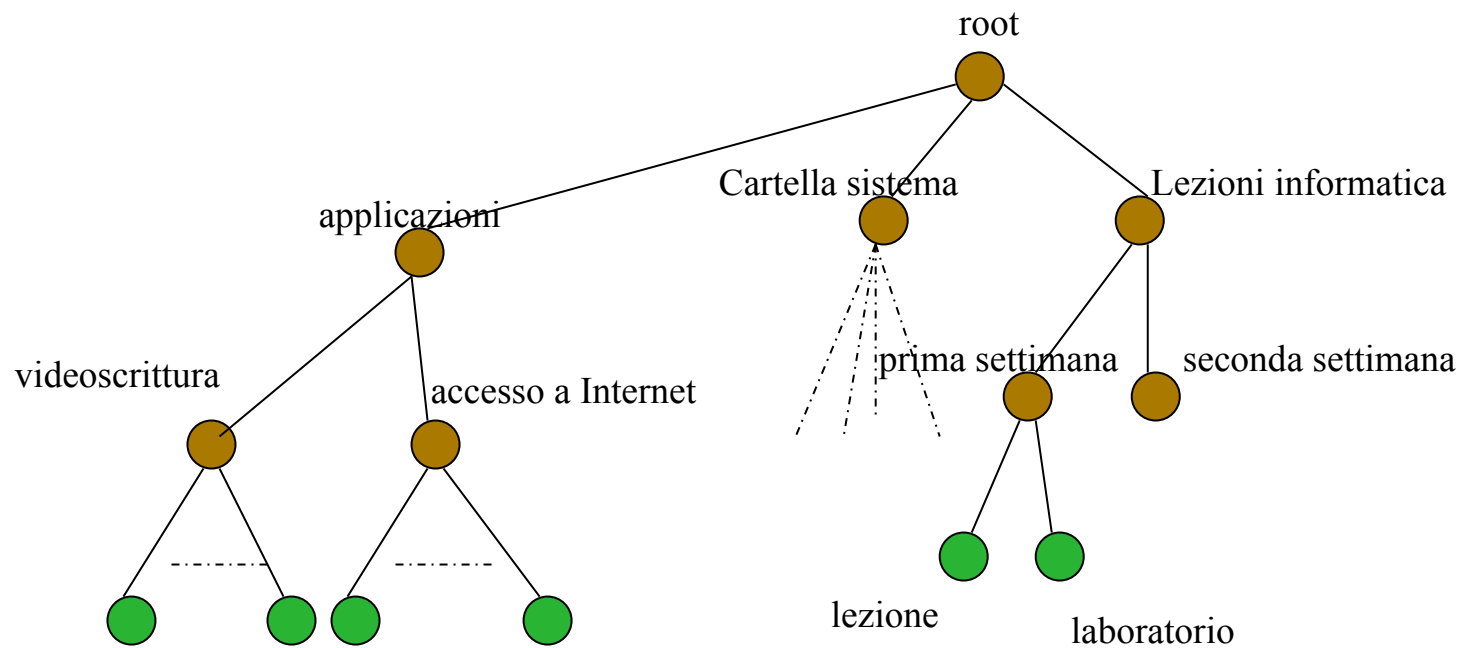 root
Cartella sistema
Lezioni informatica
applicazioni
prima settimana
seconda settimana
videoscrittura
accesso a Internet
lezione
laboratorio